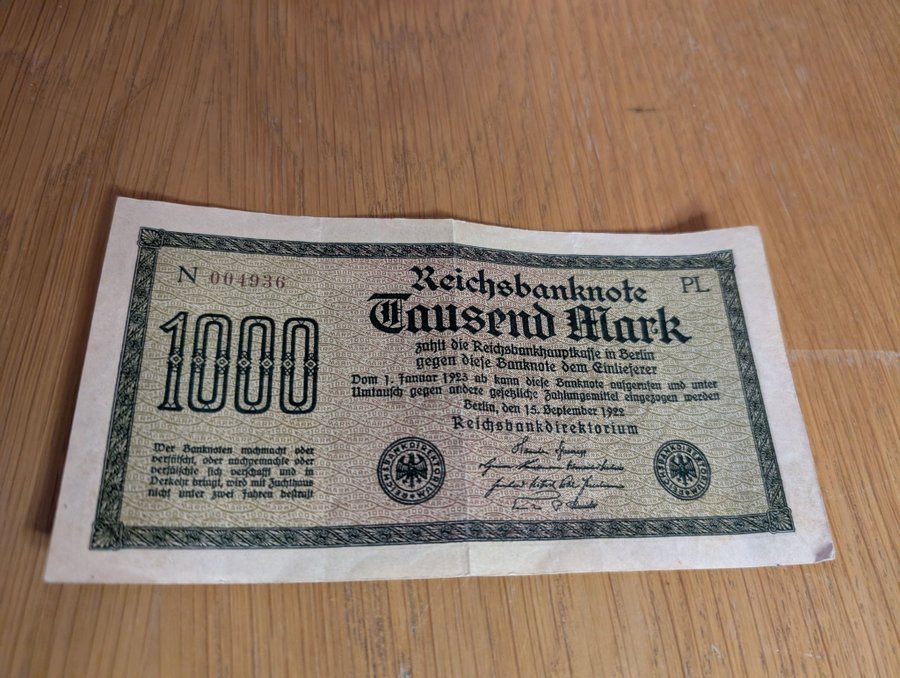 N 004936
PL
Reichsbanknote
1000
Tausend Mark
zahlt die Reichsbankhauptkasse in Berlin
gegen diese Banknote dem Einlieferer
Vom 1. Januar 1923 ab kann diese Banknote aufgerufen und unter
Umtausch gegen andere gesetzliche Zahlungsmittel eingezogen werden
Berlin, den 15. September 1922
Reichsbankdirektorium
Wer Banknoten nachmacht oder
verfälscht, oder nachgemachte oder
verfälschte sich verschafft und in
Verkehr bringt, wird mit Zuchthaus
nicht unter zwei Jahren bestraft
REICHSBANKDIREKTORIUM
REICHSBANKDIREKTORIUM